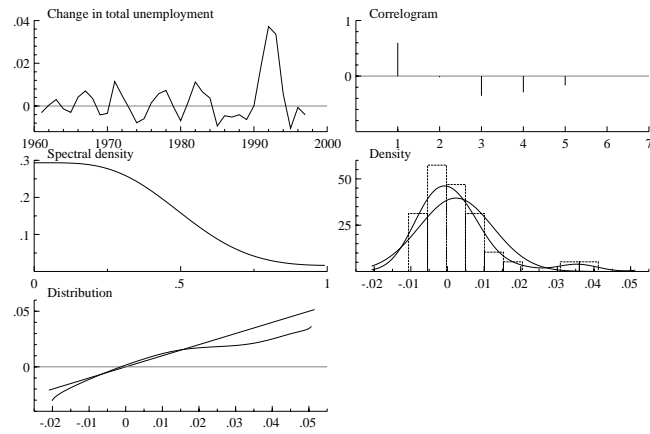 Change in total unemployment
.04
.02
0
1960 1970 1980 1990 2000
Correlogram
1
0
1 2 3 4 5 6 7
Spectral density
.3
.2
.1
0 .5 1
Density
50
25
-.02 -.01 0 .01 .02 .03 .04 .05
Distribution
.05
0
-.02 -.01 0 .01 .02 .03 .04 .05